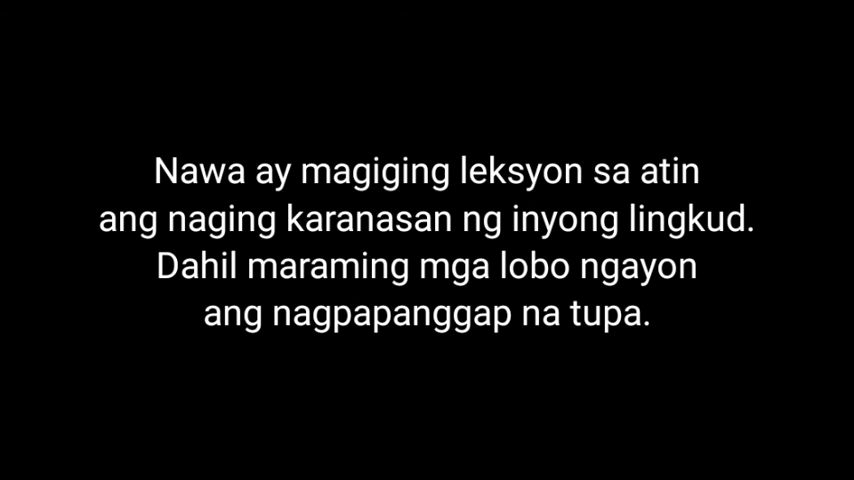 Nawa ay magiging leksyon sa atin
ang naging karanasan ng inyong lingkud.
Dahil maraming mga lobo ngayon
ang nagpapanggap na tupa.